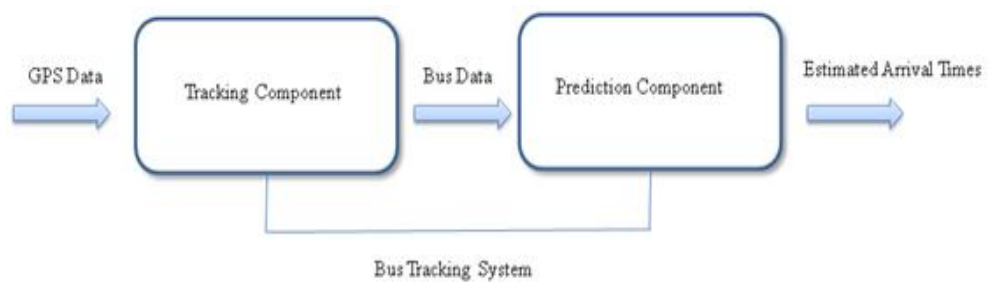 GPS Data
Tracking Component
Bus Data
Prediction Component
Estimated Arrival Times
Bus Tracking System